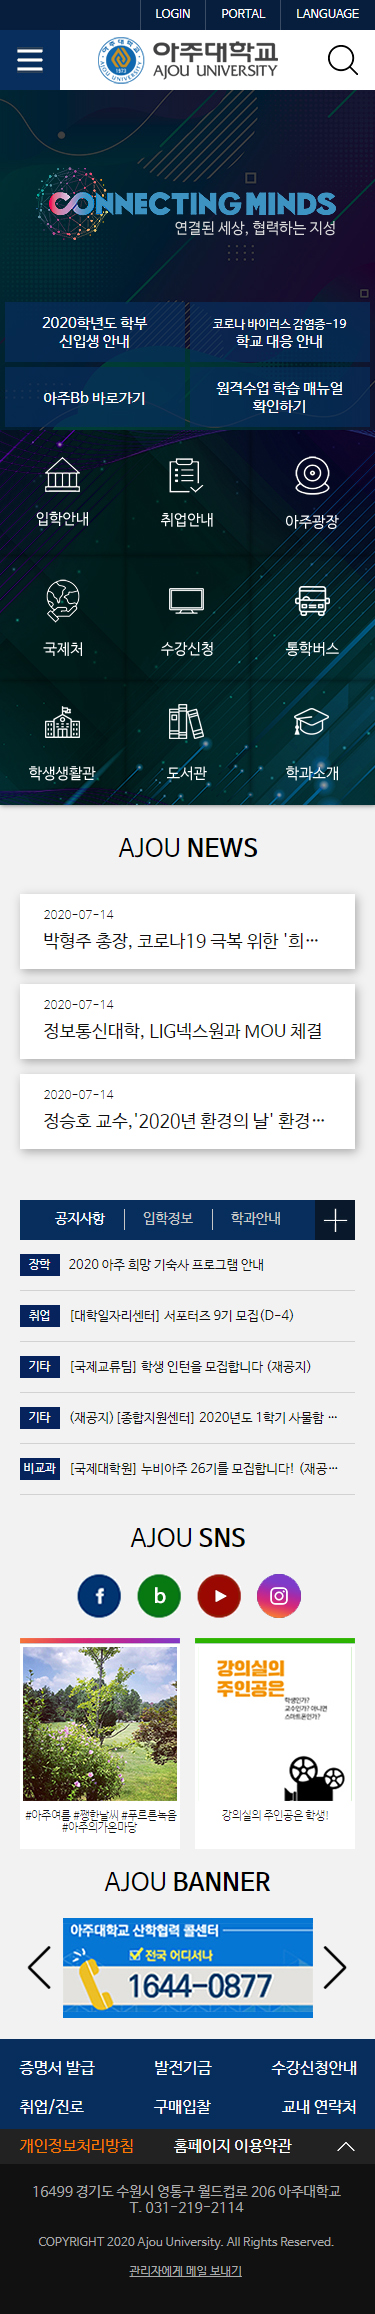 LOGIN PORTAL LANGUAGE
아주대학교
AJOU UNIVERSITY
CONNECTING MINDS
연결된 세상, 협력하는 지성
2020학년도 학부
신입생 안내
코로나 바이러스 감염증-19
학교 대응 안내
아주Bb 바로가기
원격수업 학습 매뉴얼
확인하기
입학안내 취업안내 아주광장
국제처 수강신청 통학버스
학생생활관 도서관 학과소개
AJOU NEWS
2020-07-14
박형주 총장, 코로나19 극복 위한 '희…
2020-07-14
정보통신대학, LIG넥스원과 MOU 체결
2020-07-14
정승호 교수,'2020년 환경의 날' 환경…
공지사항 입학정보 학과안내
장학 2020 아주 희망 기숙사 프로그램 안내
취업 [대학일자리센터] 서포터즈 9기 모집(D-4)
기타 [국제교류팀] 학생 인턴을 모집합니다 (재공지)
기타 (재공지) [종합지원센터] 2020년도 1학기 사물함 …
비교과 [국제대학원] 누비아주 26기를 모집합니다! (재공…
AJOU SNS
f b
강의실의
주인공은
학생인가?
교수인가? 아니면
스마트폰인가?
#아주여름 #쨍한날씨 #푸르른녹음
#아주의가온마당
강의실의 주인공은 학생!
AJOU BANNER
아주대학교 산학협력 콜센터
전국 어디서나
1644-0877
증명서 발급 발전기금 수강신청안내
취업/진로 구매입찰 교내 연락처
개인정보처리방침 홈페이지 이용약관
16499 경기도 수원시 영통구 월드컵로 206 아주대학교
T. 031-219-2114
COPYRIGHT 2020 Ajou University. All Rights Reserved.
관리자에게 메일 보내기